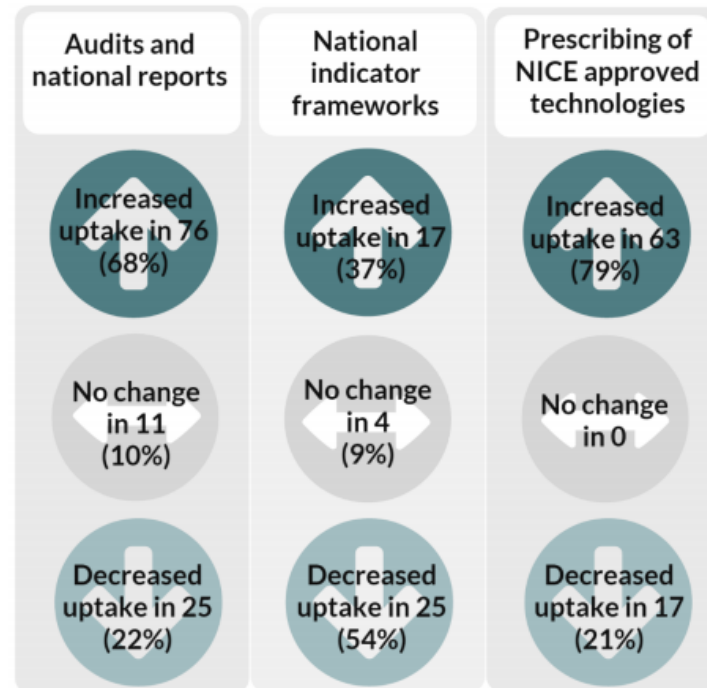 Audits and
national reports
National
indicator
frameworks
Prescribing of
NICE approved
technologies
Increased
uptake in 76
(68%)
Increased
uptake in 17
(37%)
Increased
uptake in 63
(79%)
No change
in 11
(10%)
No change
in 4
(9%)
No change
in 0
Decreased
uptake in 25
(22%)
Decreased
uptake in 25
(54%)
Decreased
uptake in 17
(21%)